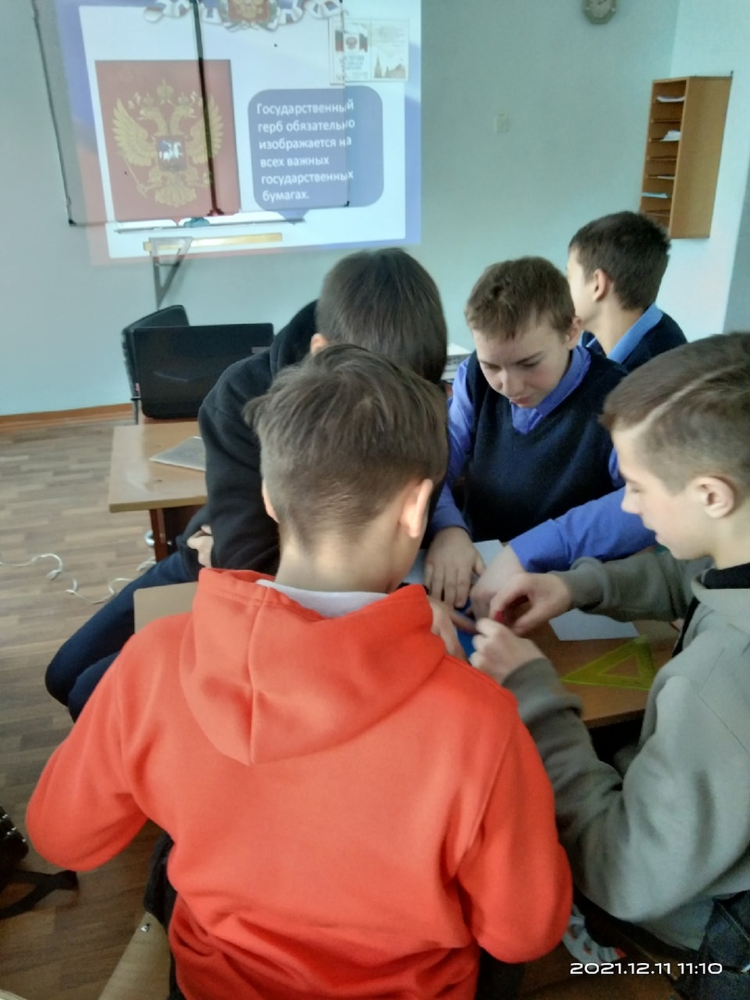 Государственный
герб обязательно
изображается на
всех важных
государственных
бумагах.
2021.12.11 11:10